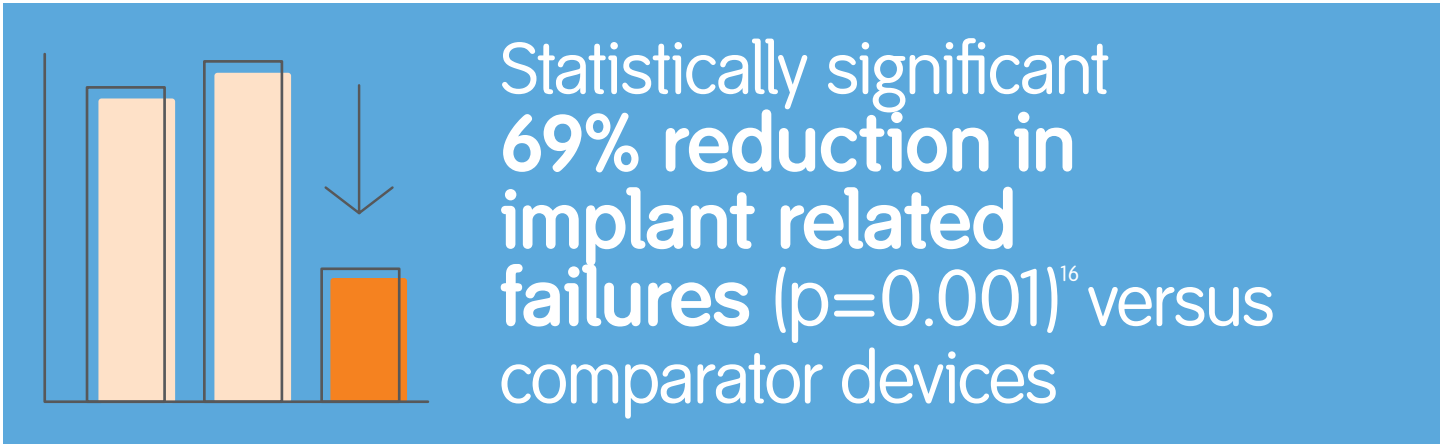 Statistically significant
69% reduction in
implant related
failures (p=0.001)¹⁶ versus
comparator devices